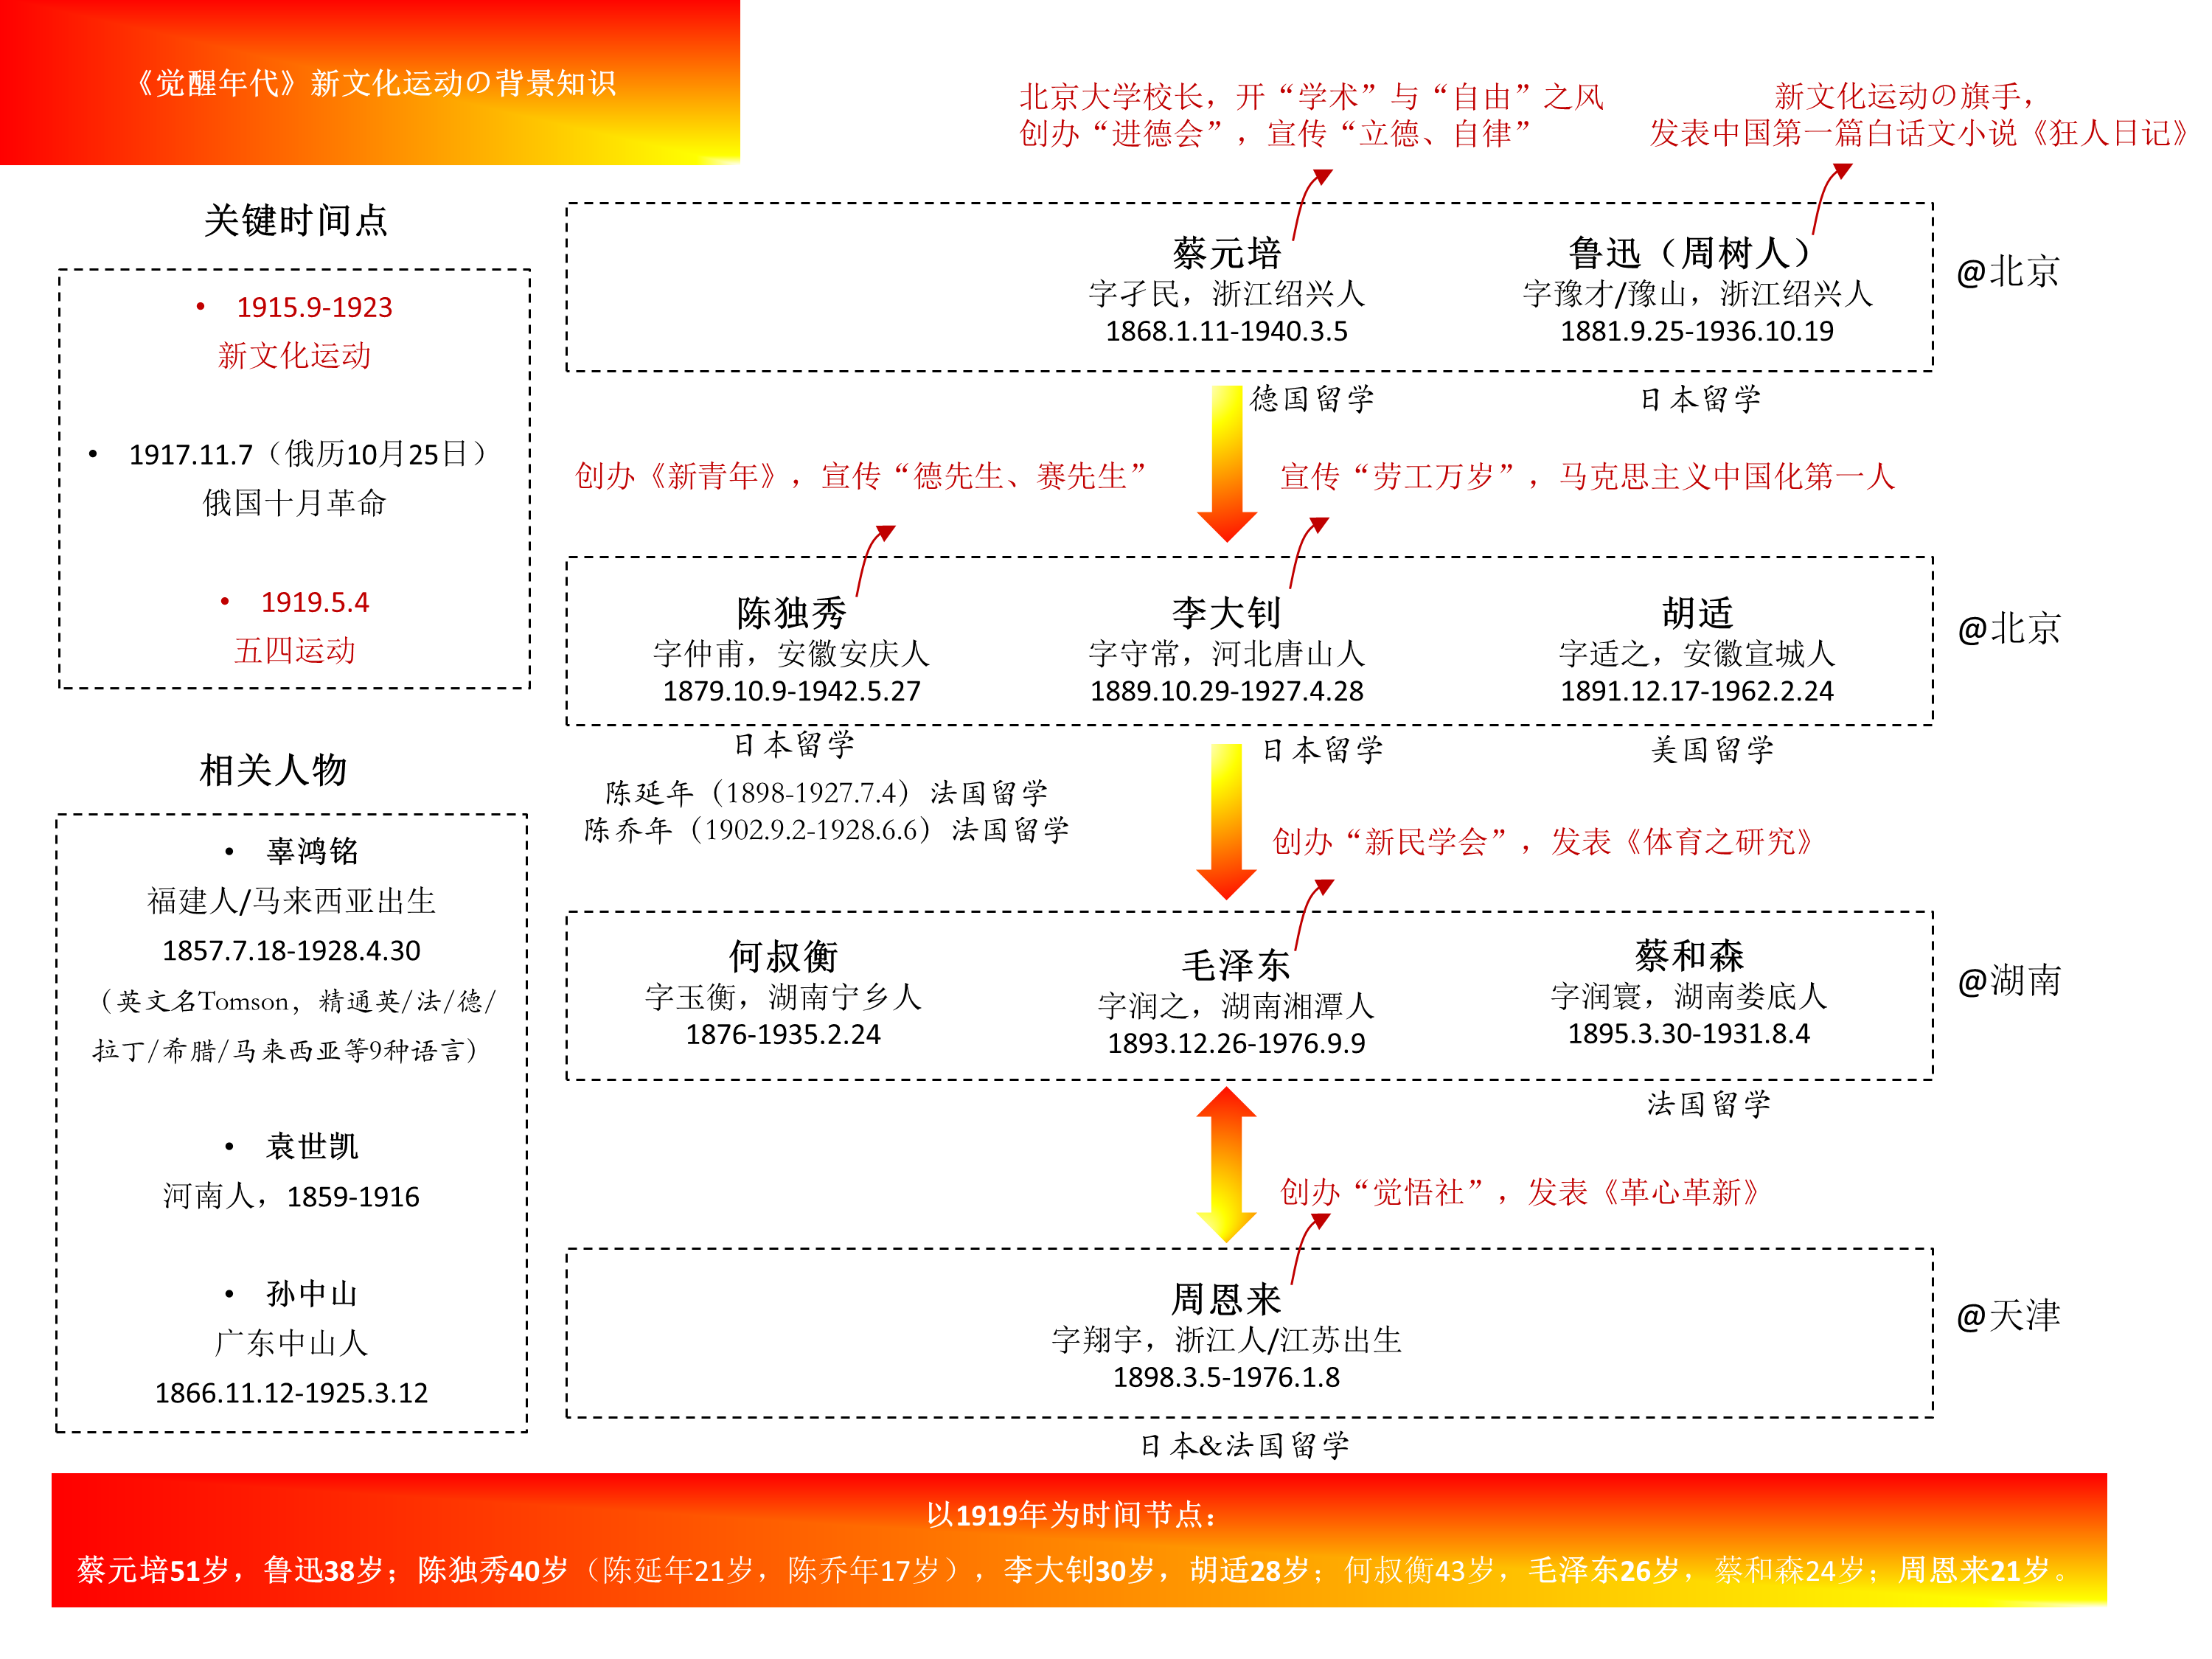 《觉醒年代》新文化运动の背景知识
关键时间点
• 1915.9-1923
新文化运动
• 1917.11.7（俄历10月25日）
俄国十月革命
• 1919.5.4
五四运动
相关人物
• 辜鸿铭
福建人/马来西亚出生
1857.7.18-1928.4.30
（英文名Tomson，精通英/法/德/
拉丁/希腊/马来西亚等9种语言）
• 袁世凯
河南人，1859-1916
• 孙中山
广东中山人
1866.11.12-1925.3.12
北京大学校长，开“学术”与“自由”之风
创办“进德会”，宣传“立德、自律”
新文化运动の旗手，
发表中国第一篇白话文小说《狂人日记》
蔡元培
字孑民，浙江绍兴人
1868.1.11-1940.3.5
鲁迅（周树人）
字豫才/豫山，浙江绍兴人
1881.9.25-1936.10.19
@北京
德国留学
日本留学
创办《新青年》，宣传“德先生、赛先生”
宣传“劳工万岁”，马克思主义中国化第一人
陈独秀
字仲甫，安徽安庆人
1879.10.9-1942.5.27
李大钊
字守常，河北唐山人
1889.10.29-1927.4.28
胡适
字适之，安徽宣城人
1891.12.17-1962.2.24
@北京
日本留学
日本留学
美国留学
陈延年（1898-1927.7.4）法国留学
陈乔年（1902.9.2-1928.6.6）法国留学
创办“新民学会”，发表《体育之研究》
何叔衡
字玉衡，湖南宁乡人
1876-1935.2.24
毛泽东
字润之，湖南湘潭人
1893.12.26-1976.9.9
蔡和森
字润寰，湖南娄底人
1895.3.30-1931.8.4
@湖南
法国留学
创办“觉悟社”，发表《革心革新》
周恩来
字翔宇，浙江人/江苏出生
1898.3.5-1976.1.8
@天津
日本&法国留学
以1919年为时间节点：
蔡元培51岁，鲁迅38岁；陈独秀40岁（陈延年21岁，陈乔年17岁），李大钊30岁，胡适28岁；何叔衡43岁，毛泽东26岁，蔡和森24岁；周恩来21岁。